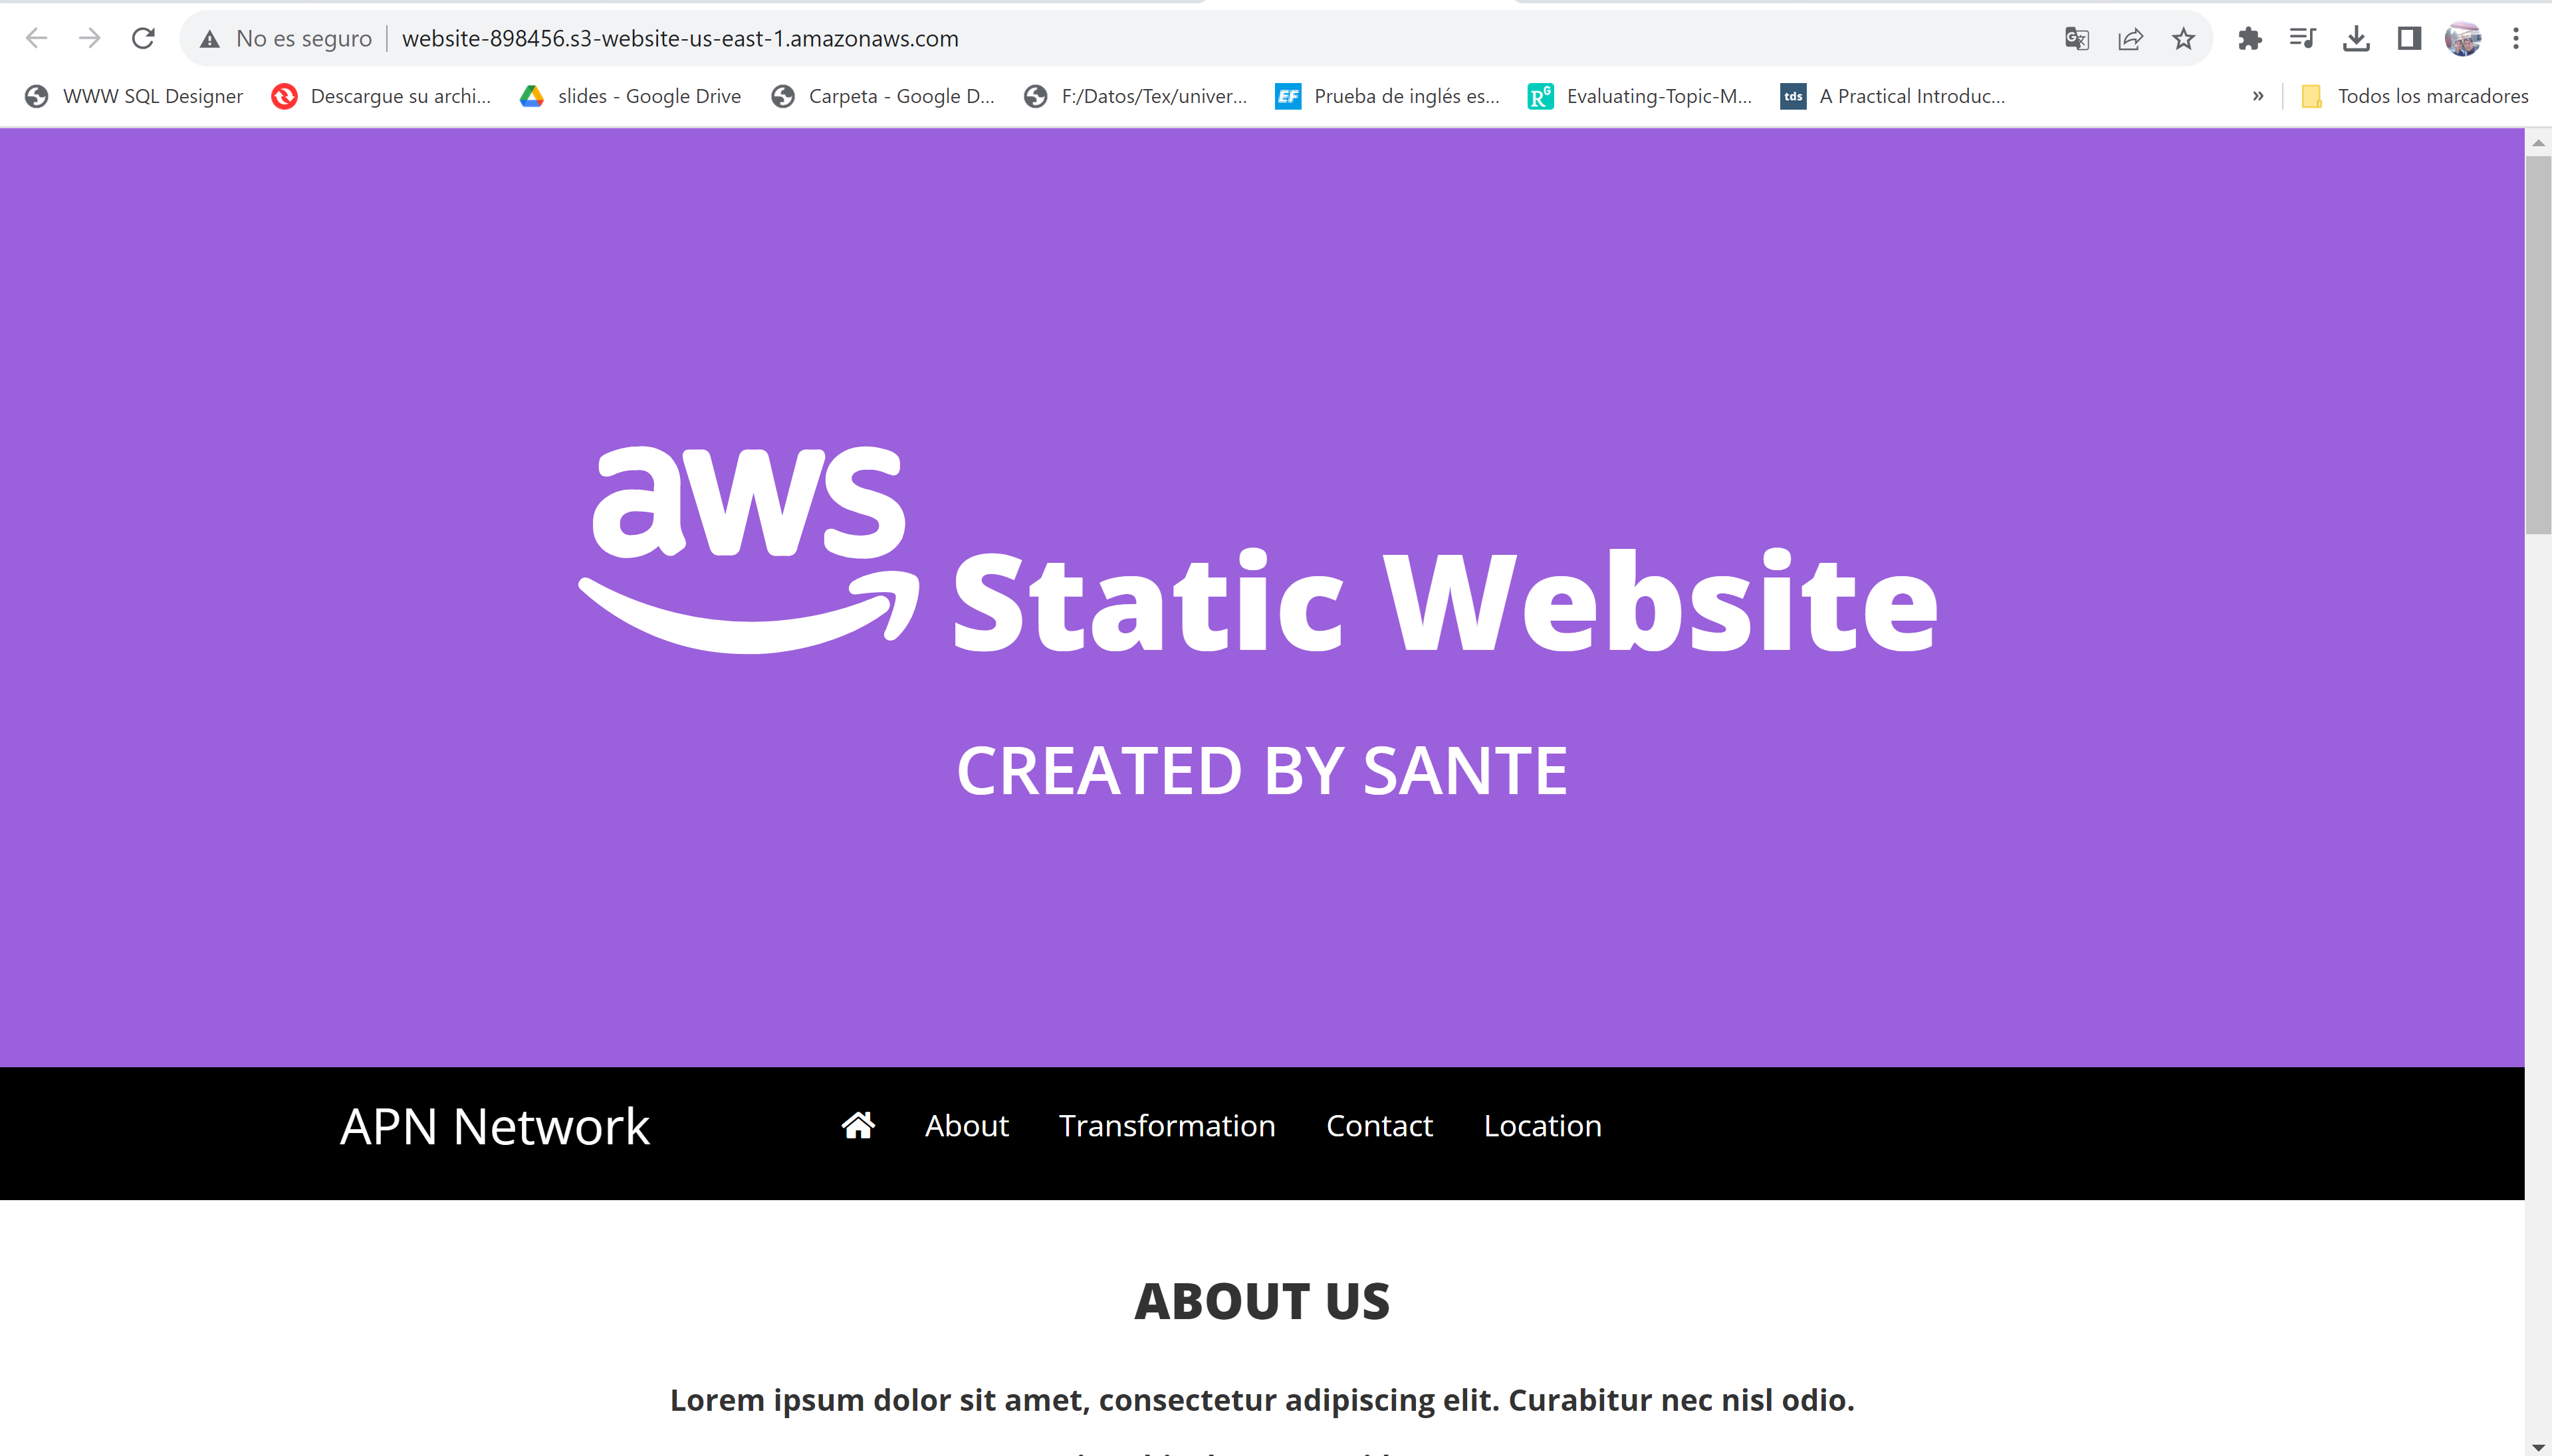 No es seguro website-898456.s3-website-us-east-1.amazonaws.com
WWW SQL Designer Descargue su archi... slides - Google Drive Carpeta - Google D... F:/Datos/Tex/univer... EF Prueba de inglés es... RG Evaluating-Topic-M... tds A Practical Introduc... » Todos los marcadores
aws Static Website
CREATED BY SANTE
APN Network About Transformation Contact Location
ABOUT US
Lorem ipsum dolor sit amet, consectetur adipiscing elit. Curabitur nec nisl odio.